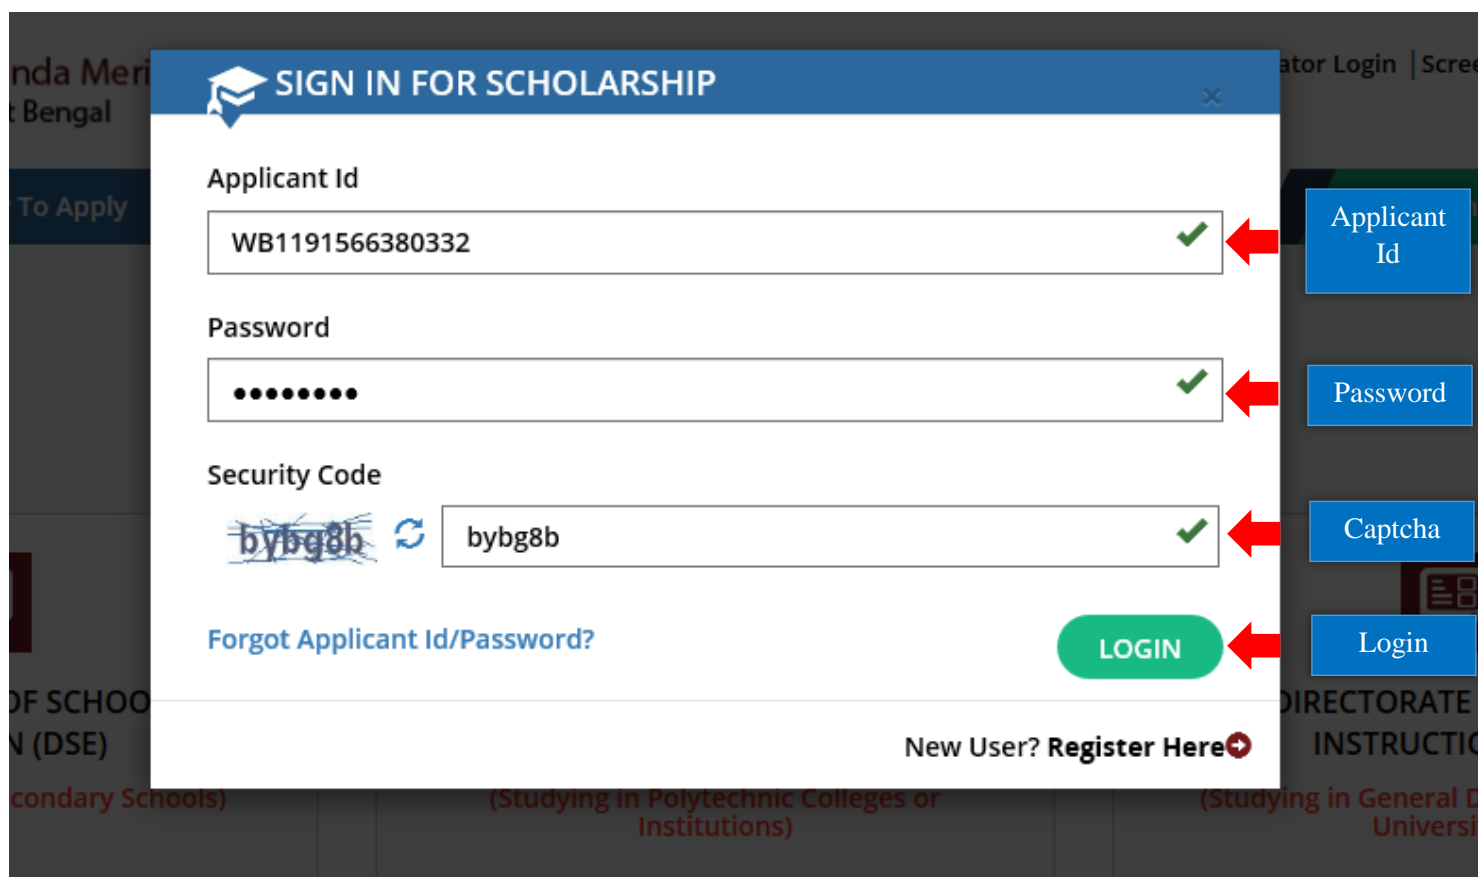 nda Meri
t Bengal
ator Login |Scree
SIGN IN FOR SCHOLARSHIP
×
To Apply
Applicant Id
WB1191566380332
Applicant
Id
Password
••••••••
Password
Security Code
bybg8b
bybg8b
Captcha
Forgot Applicant Id/Password?
LOGIN
Login
OF SCHOO
N (DSE)
DIRECTORATE
INSTRUCTIO
New User? Register Here
condary Schools)
(Studying in Polytechnic Colleges or
Institutions)
(Studying in General D
Universi